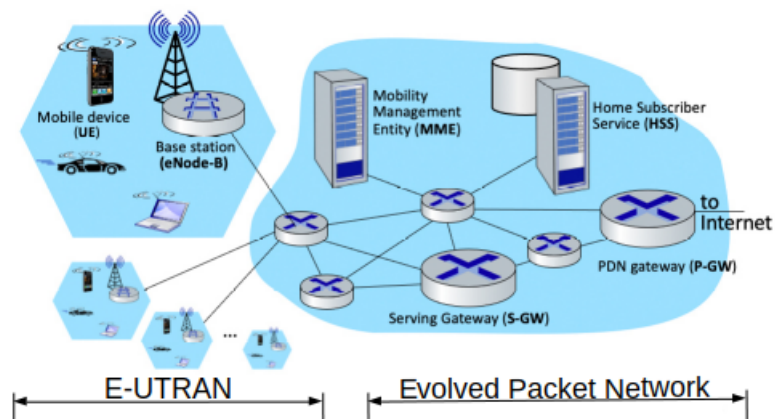 Mobile device
(UE)
Base station
(eNode-B)
Mobility
Management
Entity (MME)
Home Subscriber
Service (HSS)
to
Internet
PDN gateway (P-GW)
Serving Gateway (S-GW)
...
E-UTRAN
Evolved Packet Network